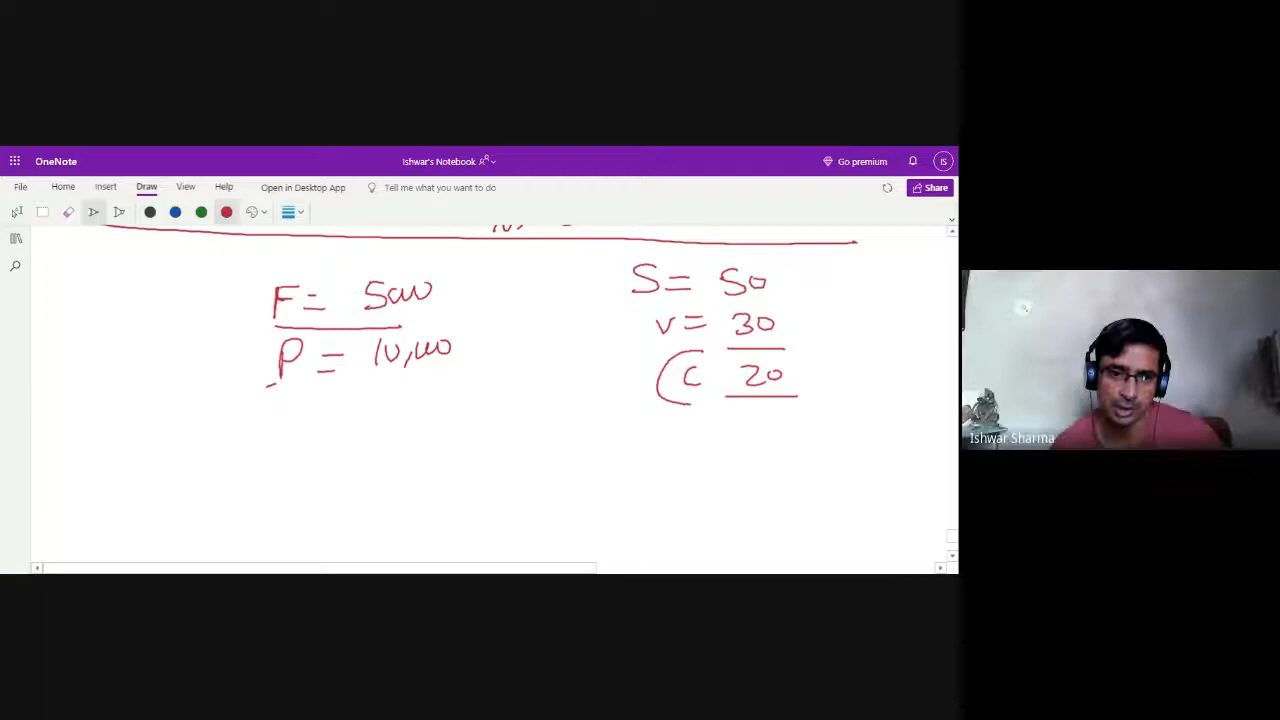 OneNote
Ishwar's Notebook
Go premium
IS
File Home Insert Draw View Help Open in Desktop App Tell me what you want to do
Share
F = 5000
P = 10,000
S = 50
V = 30
C 20
Ishwar Sharma